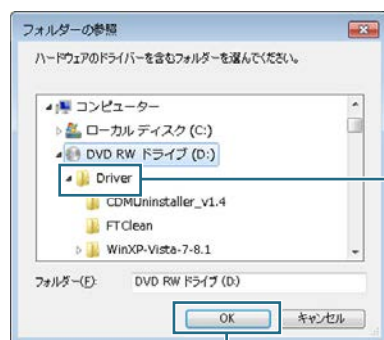 フォルダーの参照
ハードウェアのドライバーを含むフォルダーを選んでください。
コンピューター
ローカル ディスク (C:)
DVD RW ドライブ (D:)
Driver
CDMUninstaller_v1.4
FTClean
WinXP-Vista-7-8.1
フォルダー(F): DVD RW ドライブ (D:)
OK キャンセル